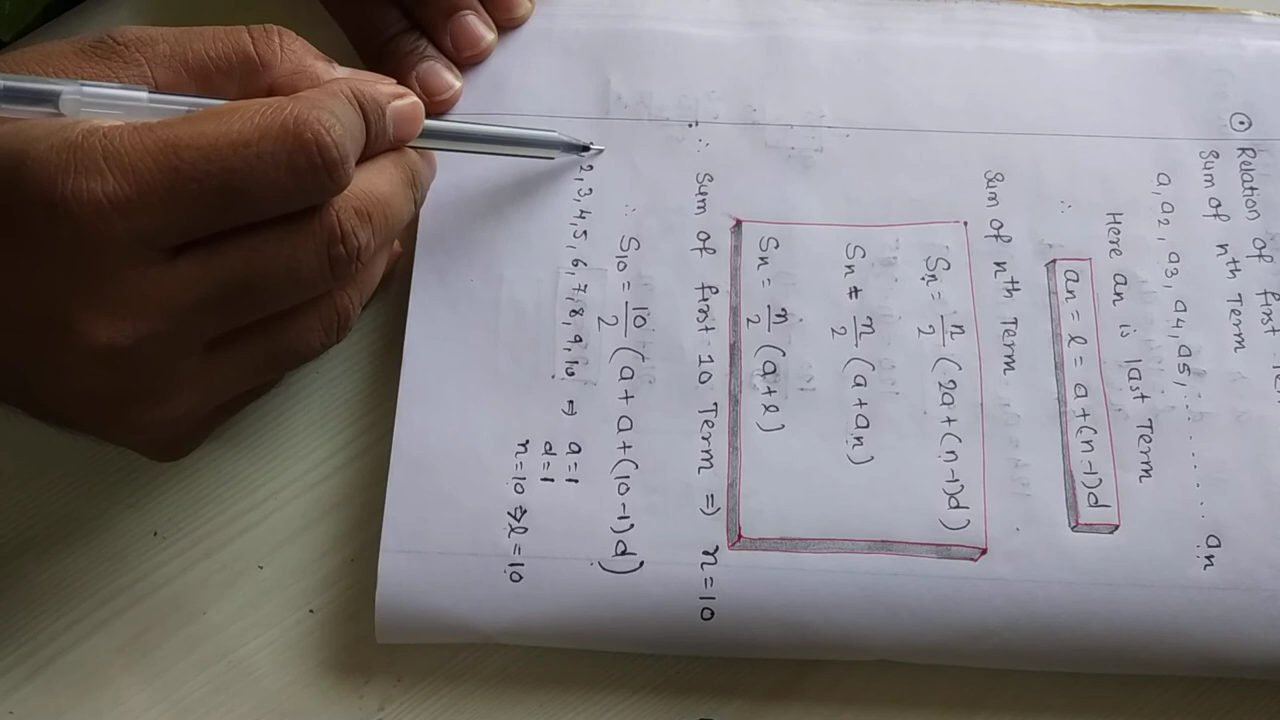 ⊙ Relation of first
Sum of nth Term
a, a2, a3, a4, a5, ........ an
Here an is last Term
∴ an = l = a+(n-1)d
Sum of nth Term
Sn = n/2 (2a+(n-1)d)
Sn = n/2 (a+an)
Sn = n/2 (a+l)
∴ Sum of first 10 Term ⇒ n=10
∴ S10 = 10/2 (a+a+(10-1)d)
2,3,4,5,6,7,8,9,10 ⇒ a=1
d=1
n=10 ⇒ l=10